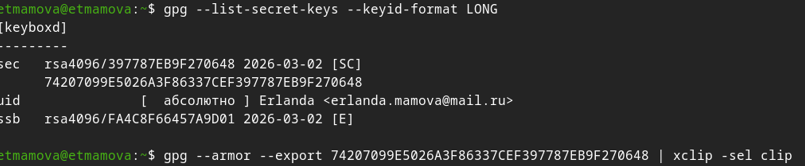 etmamova@etmamova:~$ gpg --list-secret-keys --keyid-format LONG
[keyboxd]
---------
sec   rsa4096/397787EB9F270648 2026-03-02 [SC]
      74207099E5026A3F86337CEF397787EB9F270648
uid              [  абсолютно ] Erlanda <erlanda.mamova@mail.ru>
ssb   rsa4096/FA4C8F66457A9D01 2026-03-02 [E]
etmamova@etmamova:~$ gpg --armor --export 74207099E5026A3F86337CEF397787EB9F270648 | xclip -sel clip